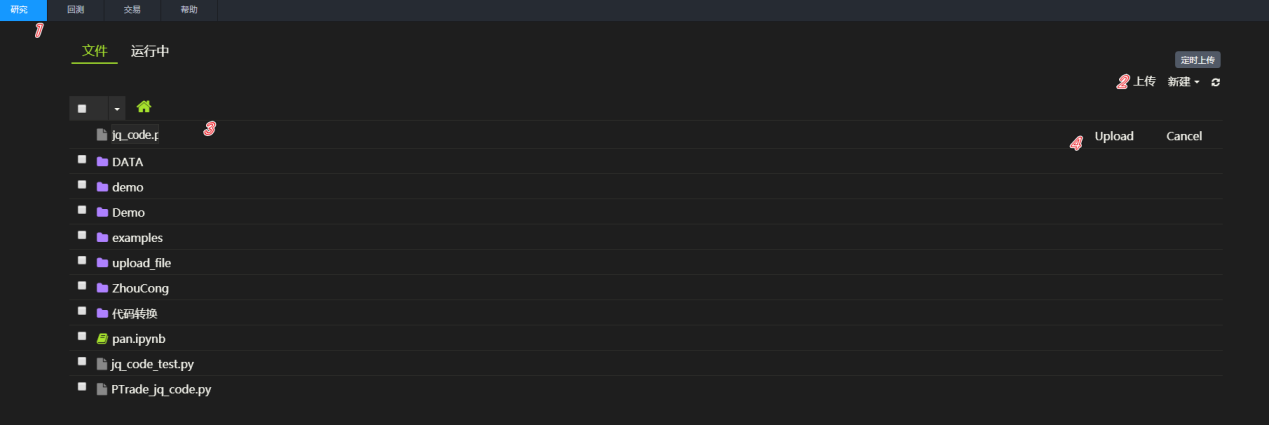 研究 回测 交易 帮助
1
文件 运行中
定时上传
2 上传 新建
3
jq_code.p
4 Upload Cancel
DATA
demo
Demo
examples
upload_file
ZhouCong
代码转换
pan.ipynb
jq_code_test.py
PTrade_jq_code.py